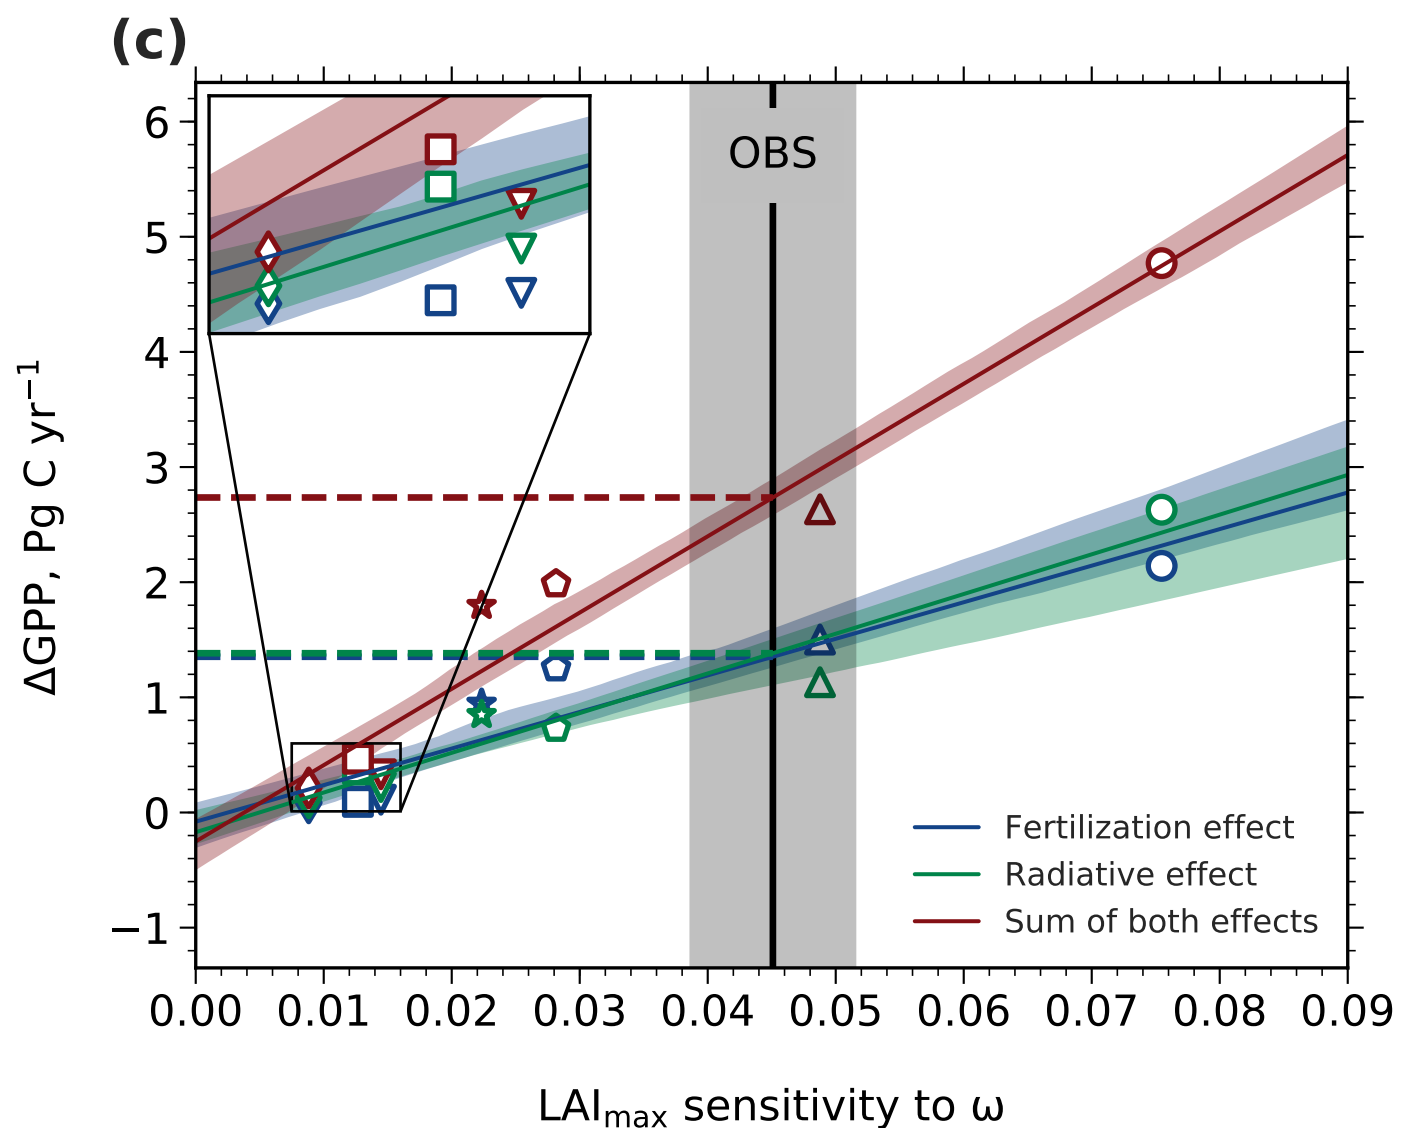 (c)
6
5
4
3
2
1
0
−1
ΔGPP, Pg C yr⁻¹
OBS
Fertilization effect
Radiative effect
Sum of both effects
0.00 0.01 0.02 0.03 0.04 0.05 0.06 0.07 0.08 0.09
LAImax sensitivity to ω